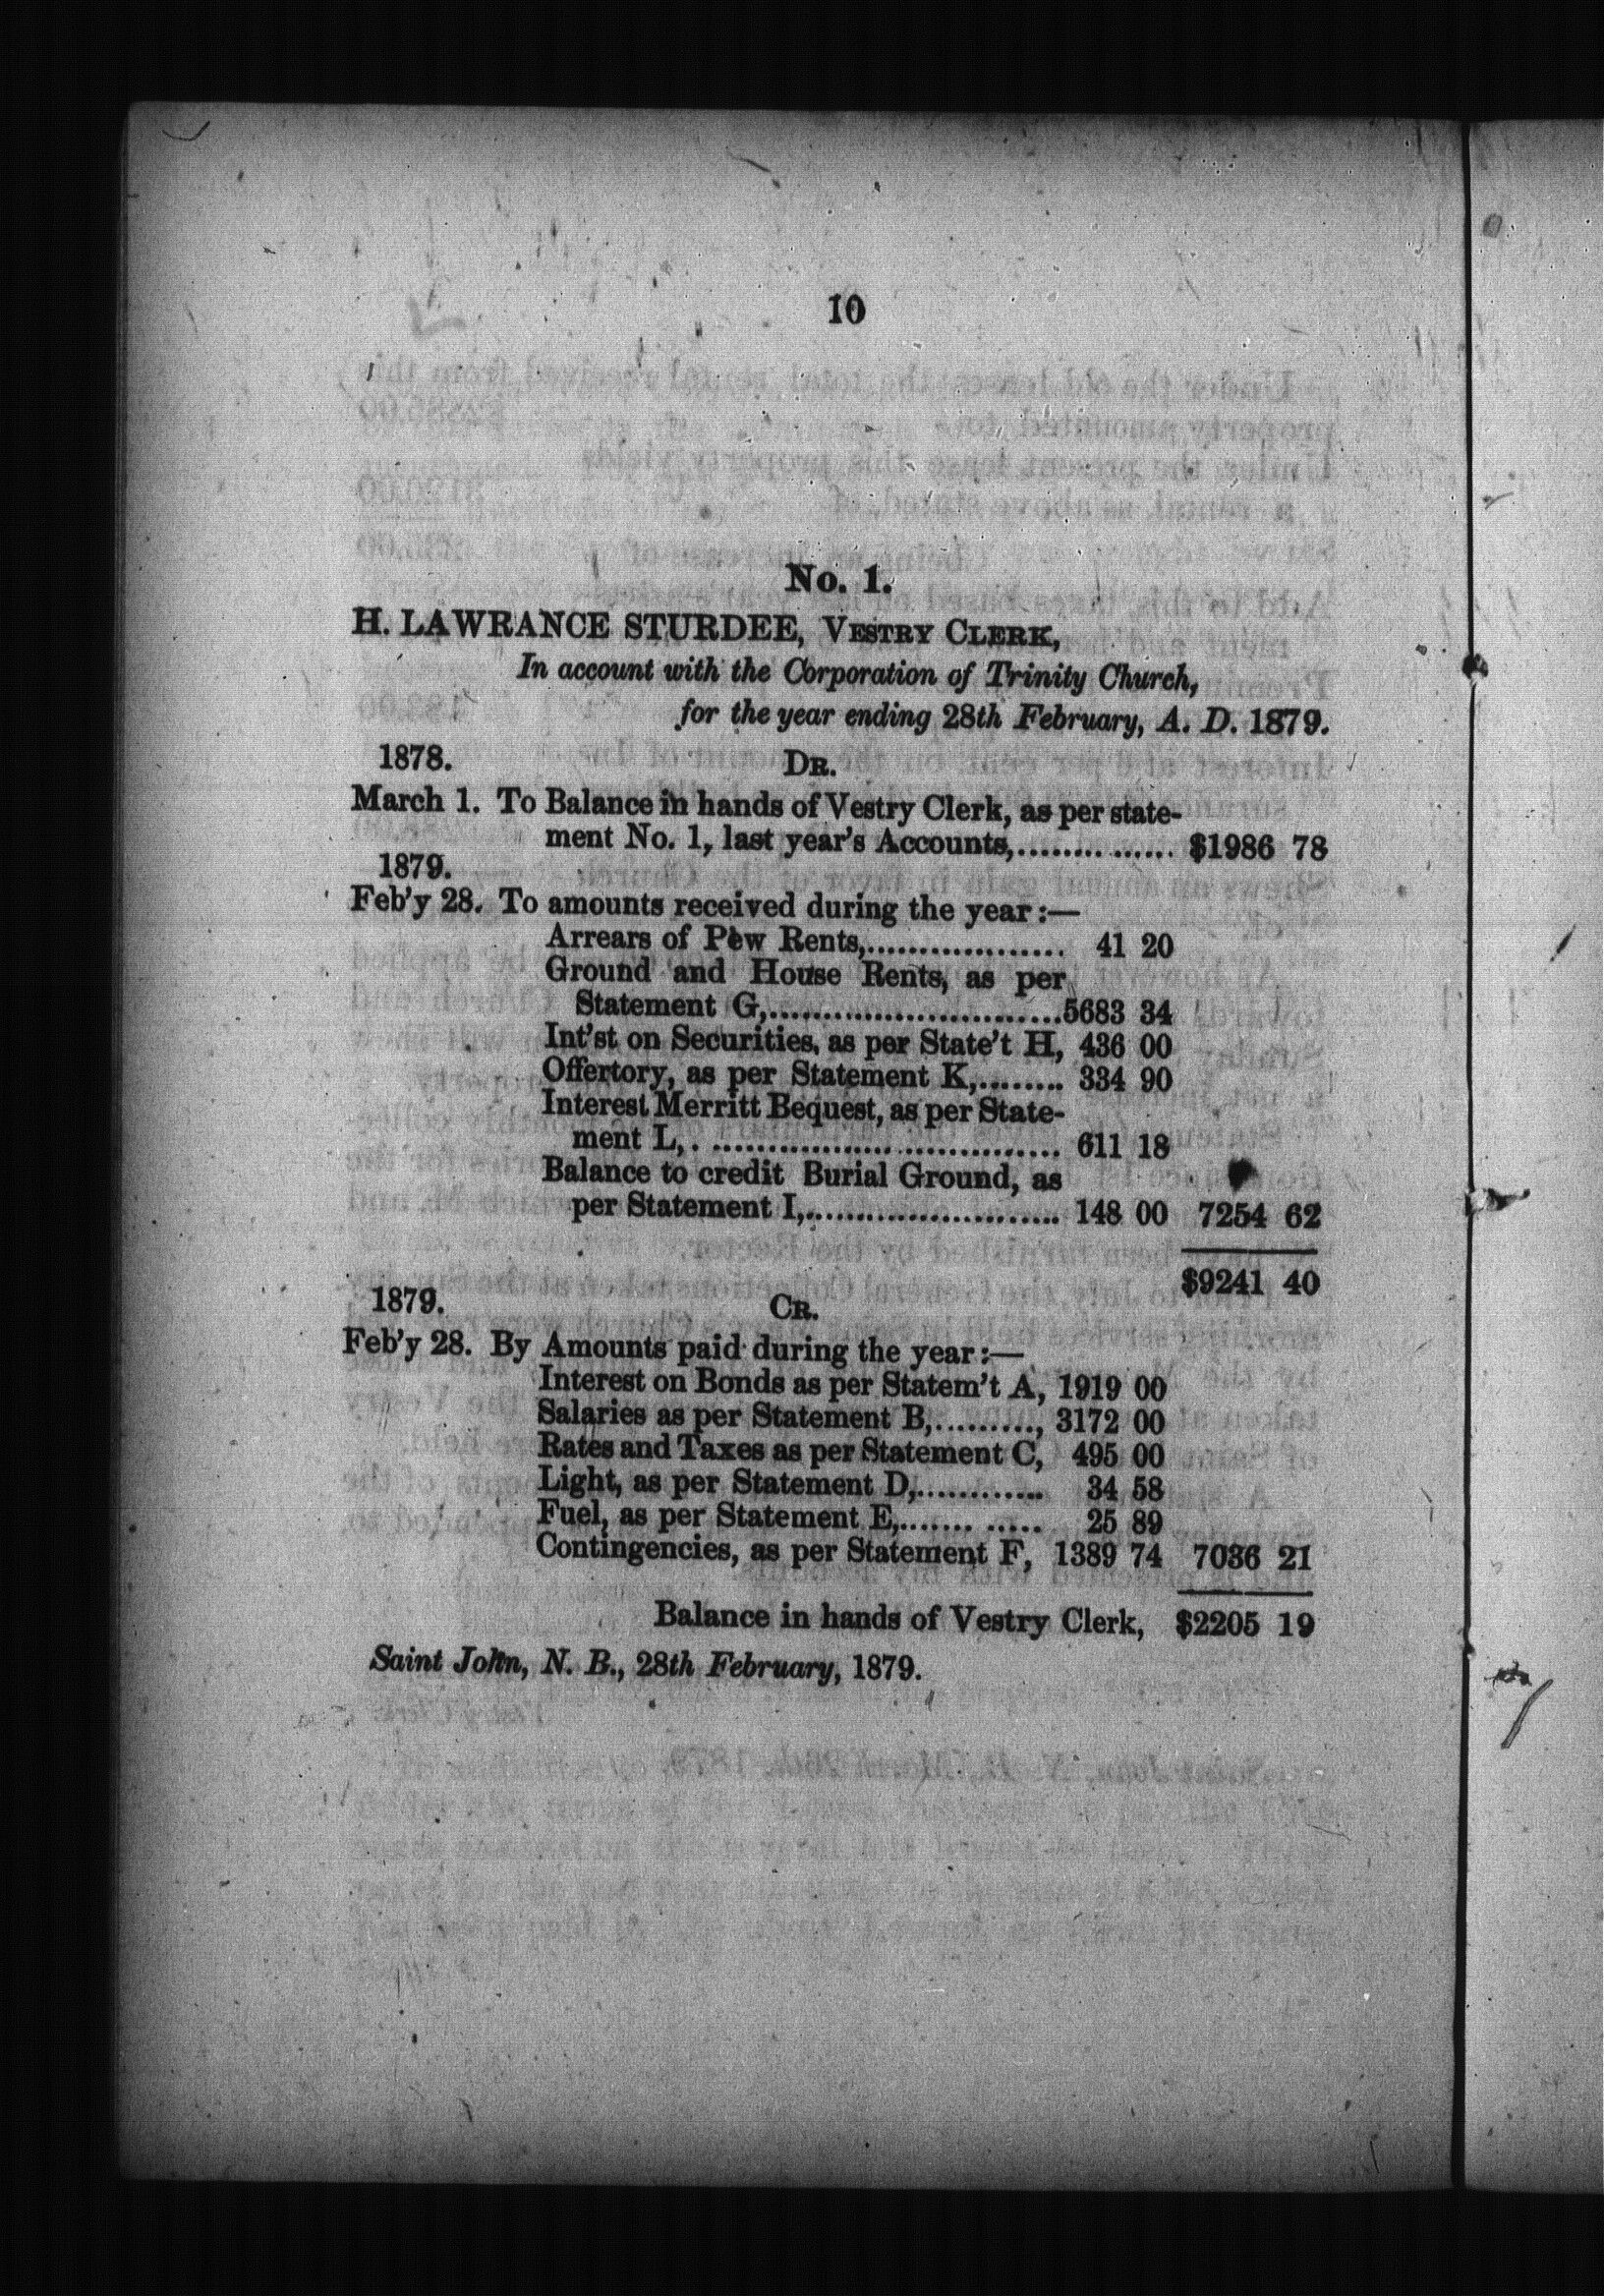 10
No. 1.
H. LAWRANCE STURDEE, VESTRY CLERK,
In account with the Corporation of Trinity Church,
for the year ending 28th February, A. D. 1879.
1878. DR.
March 1. To Balance in hands of Vestry Clerk, as per state-
ment No. 1, last year's Accounts,.............. $1986 78
1879.
Feb'y 28. To amounts received during the year:—
Arrears of Pew Rents,.................. 41 20
Ground and House Rents, as per
Statement G,...........................5683 34
Int'st on Securities, as per State't H, 436 00
Offertory, as per Statement K,........ 334 90
Interest Merritt Bequest, as per State-
ment L,. ................................ 611 18
Balance to credit Burial Ground, as
per Statement I,........................ 148 00 7254 62
$9241 40
1879. CR.
Feb'y 28. By Amounts paid during the year:—
Interest on Bonds as per Statem't A, 1919 00
Salaries as per Statement B,.........., 3172 00
Rates and Taxes as per Statement C, 495 00
Light, as per Statement D,............ 34 58
Fuel, as per Statement E,....... ..... 25 89
Contingencies, as per Statement F, 1389 74 7036 21
Balance in hands of Vestry Clerk, $2205 19
Saint John, N. B., 28th February, 1879.